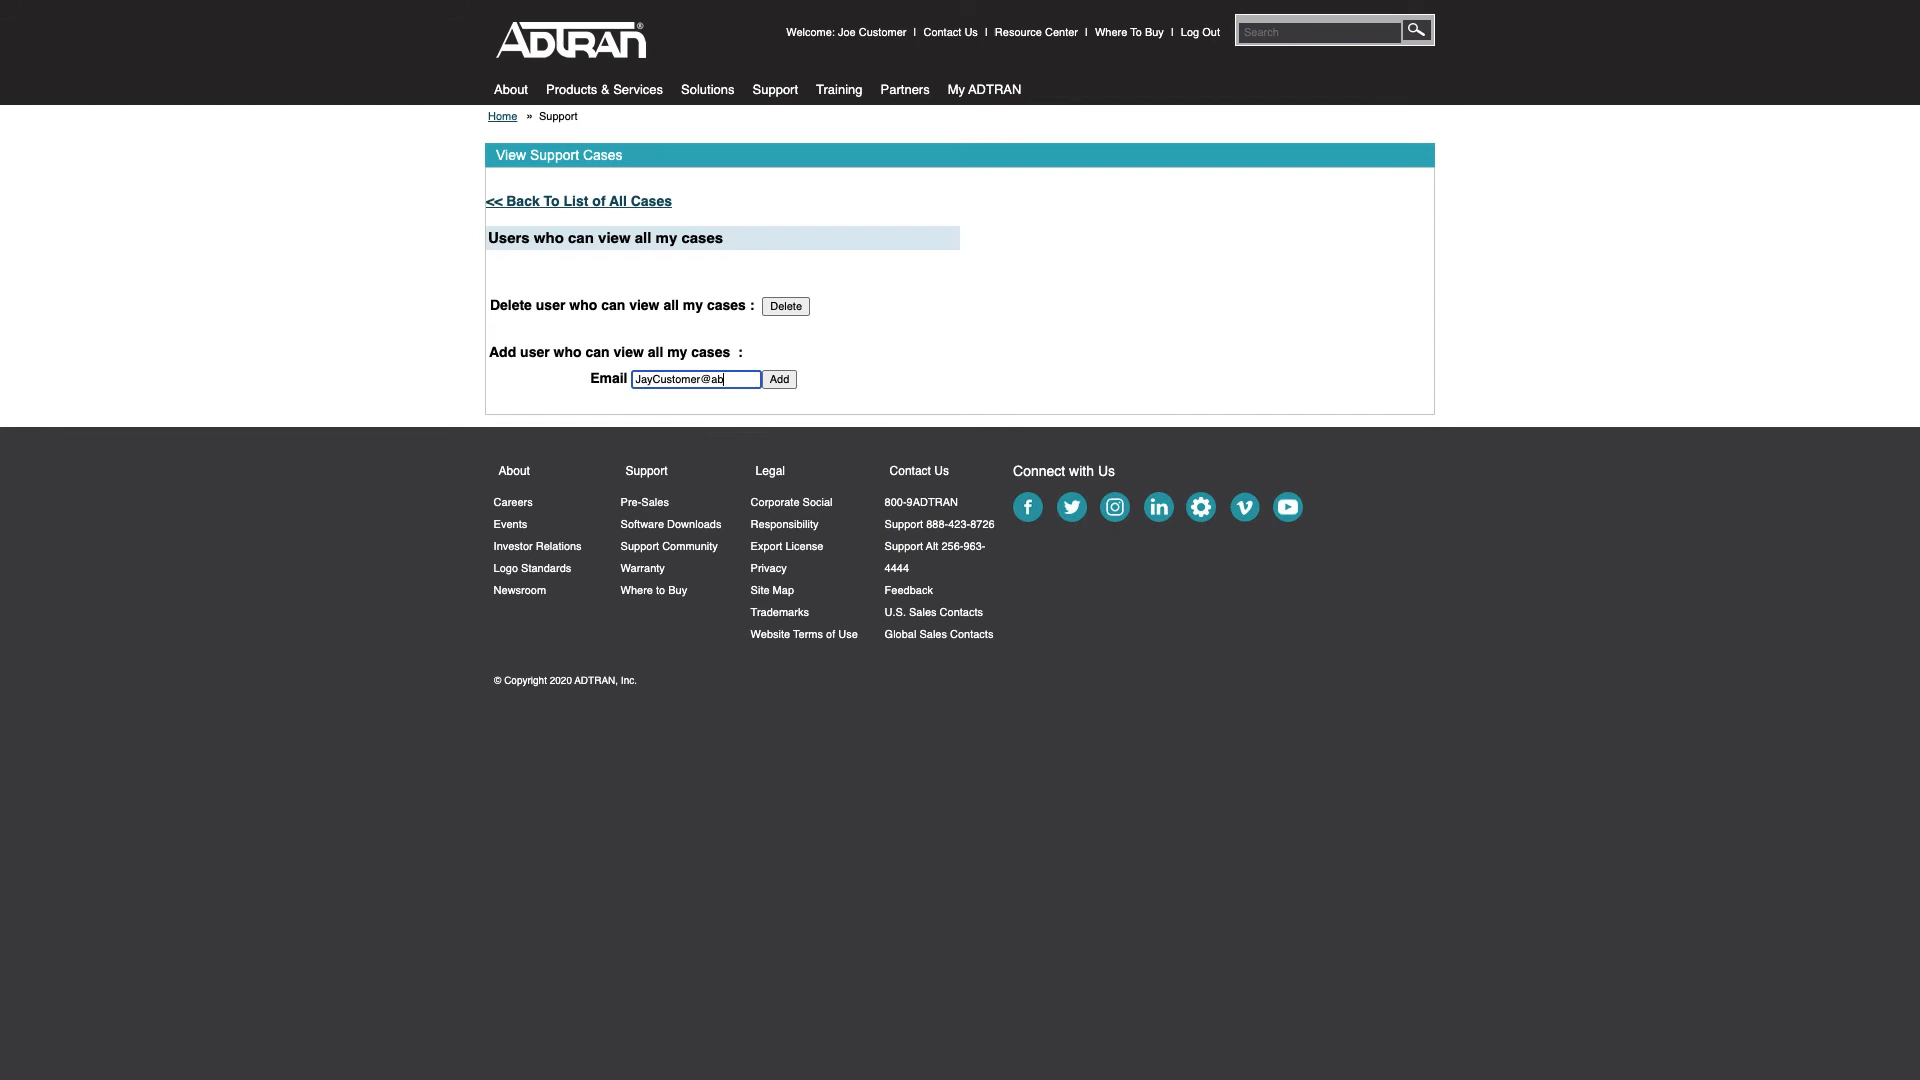 ADTRAN®
Welcome: Joe Customer | Contact Us | Resource Center | Where To Buy | Log Out
Search
About Products & Services Solutions Support Training Partners My ADTRAN
Home » Support
View Support Cases
<< Back To List of All Cases
Users who can view all my cases
Delete user who can view all my cases : Delete
Add user who can view all my cases :
Email JayCustomer@ab Add
About Support Legal Contact Us Connect with Us
Careers Pre-Sales Corporate Social 800-9ADTRAN
Events Software Downloads Responsibility Support 888-423-8726
Investor Relations Support Community Export License Support Alt 256-963-
Logo Standards Warranty Privacy 4444
Newsroom Where to Buy Site Map Feedback
Trademarks U.S. Sales Contacts
Website Terms of Use Global Sales Contacts
© Copyright 2020 ADTRAN, Inc.